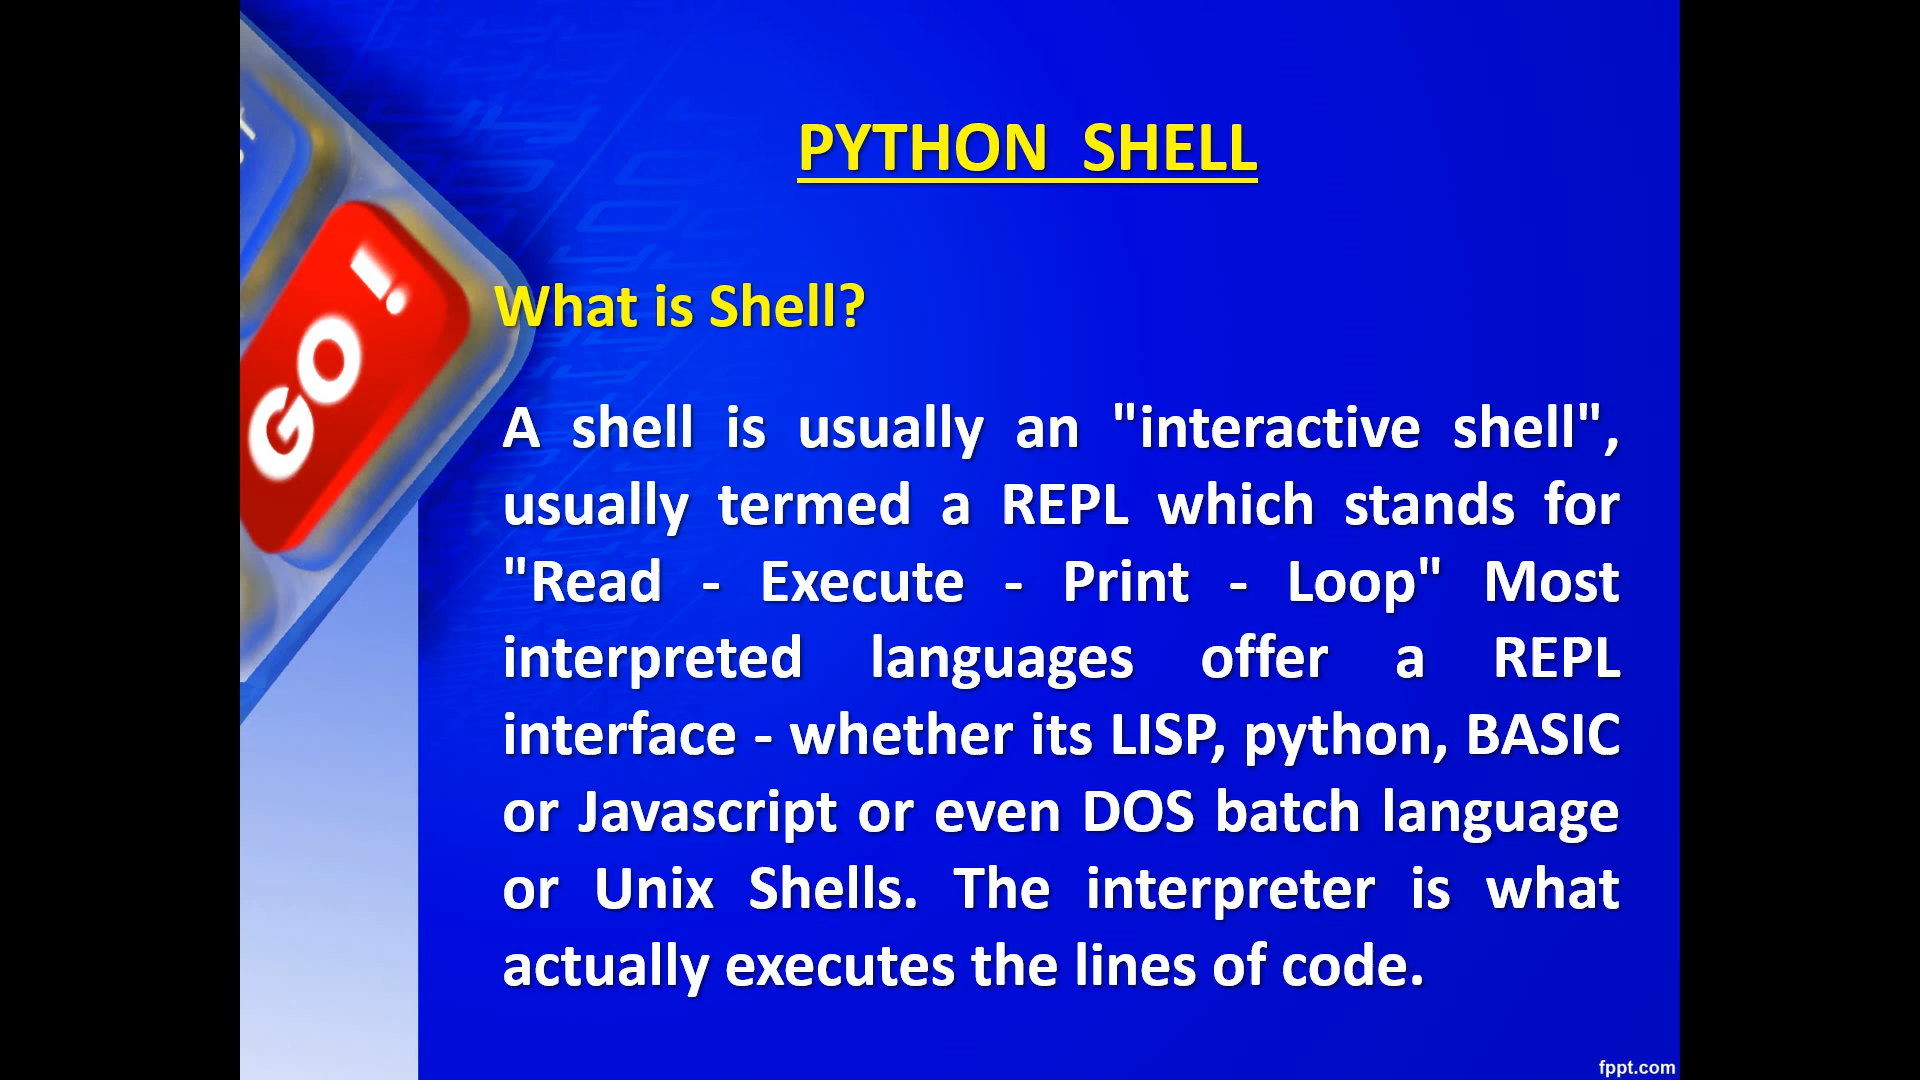 PYTHON SHELL
What is Shell?
GO !
A shell is usually an "interactive shell",
usually termed a REPL which stands for
"Read - Execute - Print - Loop" Most
interpreted languages offer a REPL
interface - whether its LISP, python, BASIC
or Javascript or even DOS batch language
or Unix Shells. The interpreter is what
actually executes the lines of code.
fppt.com